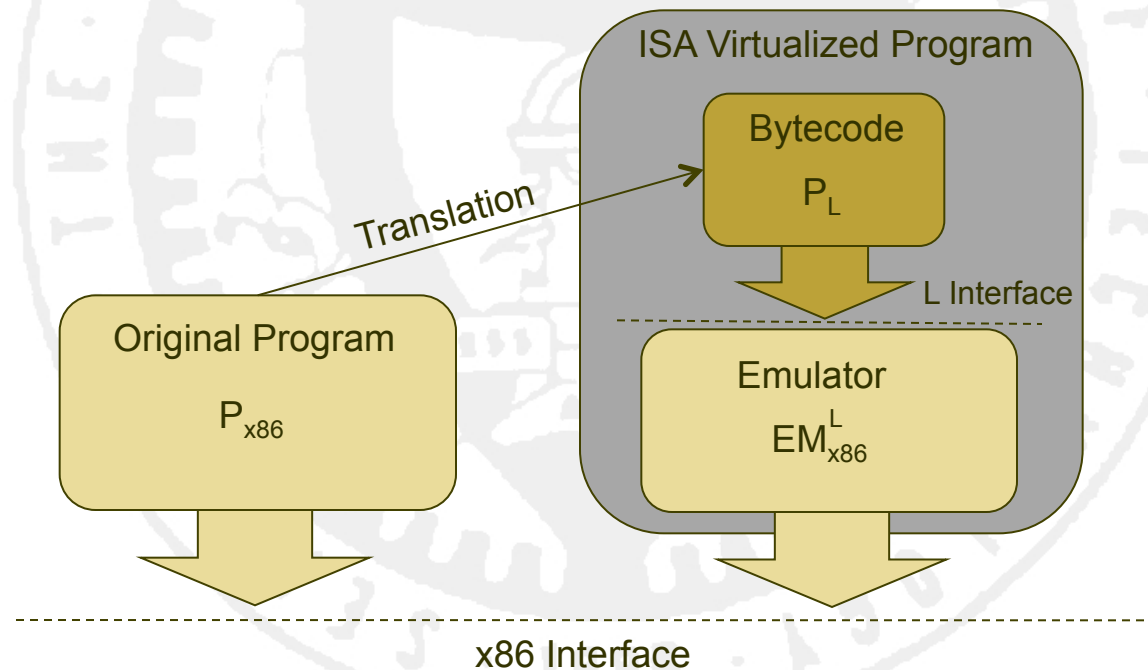 ISA Virtualized Program
Bytecode
P_L
Translation
L Interface
Original Program
P_x86
Emulator
EM^L_x86
x86 Interface